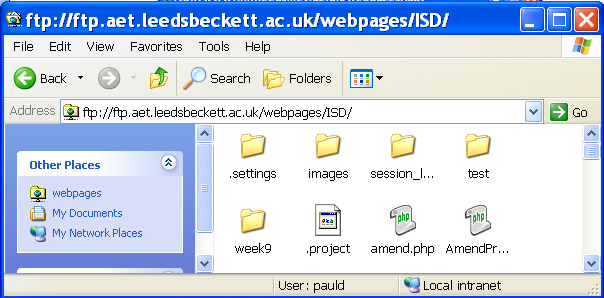 ftp://ftp.aet.leedsbeckett.ac.uk/webpages/ISD/
File Edit View Favorites Tools Help
Back Search Folders
Address ftp://ftp.aet.leedsbeckett.ac.uk/webpages/ISD/ Go
Other Places
webpages
My Documents
My Network Places
.settings images session_l... test
week9 .project amend.php AmendPr...
php php
User: pauld Local intranet